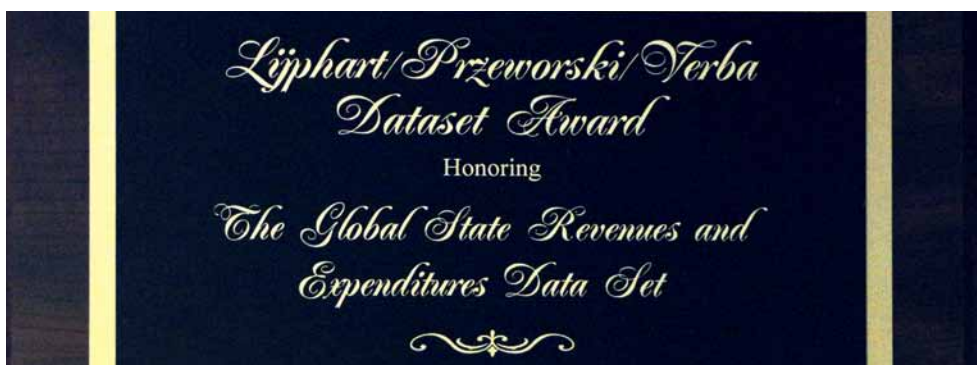 Lijphart/Przeworski/Verba
Dataset Award
Honoring
The Global State Revenues and
Expenditures Data Set